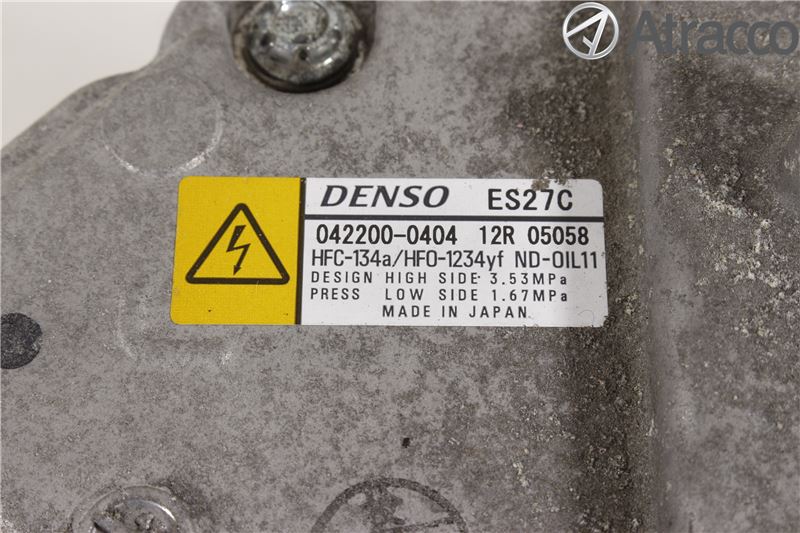 Atracco
DENSO ES27C
042200-0404 12R 05058
HFC-134a/HFO-1234yf ND-OIL11
DESIGN HIGH SIDE 3.53MPa
PRESS LOW SIDE 1.67MPa
MADE IN JAPAN